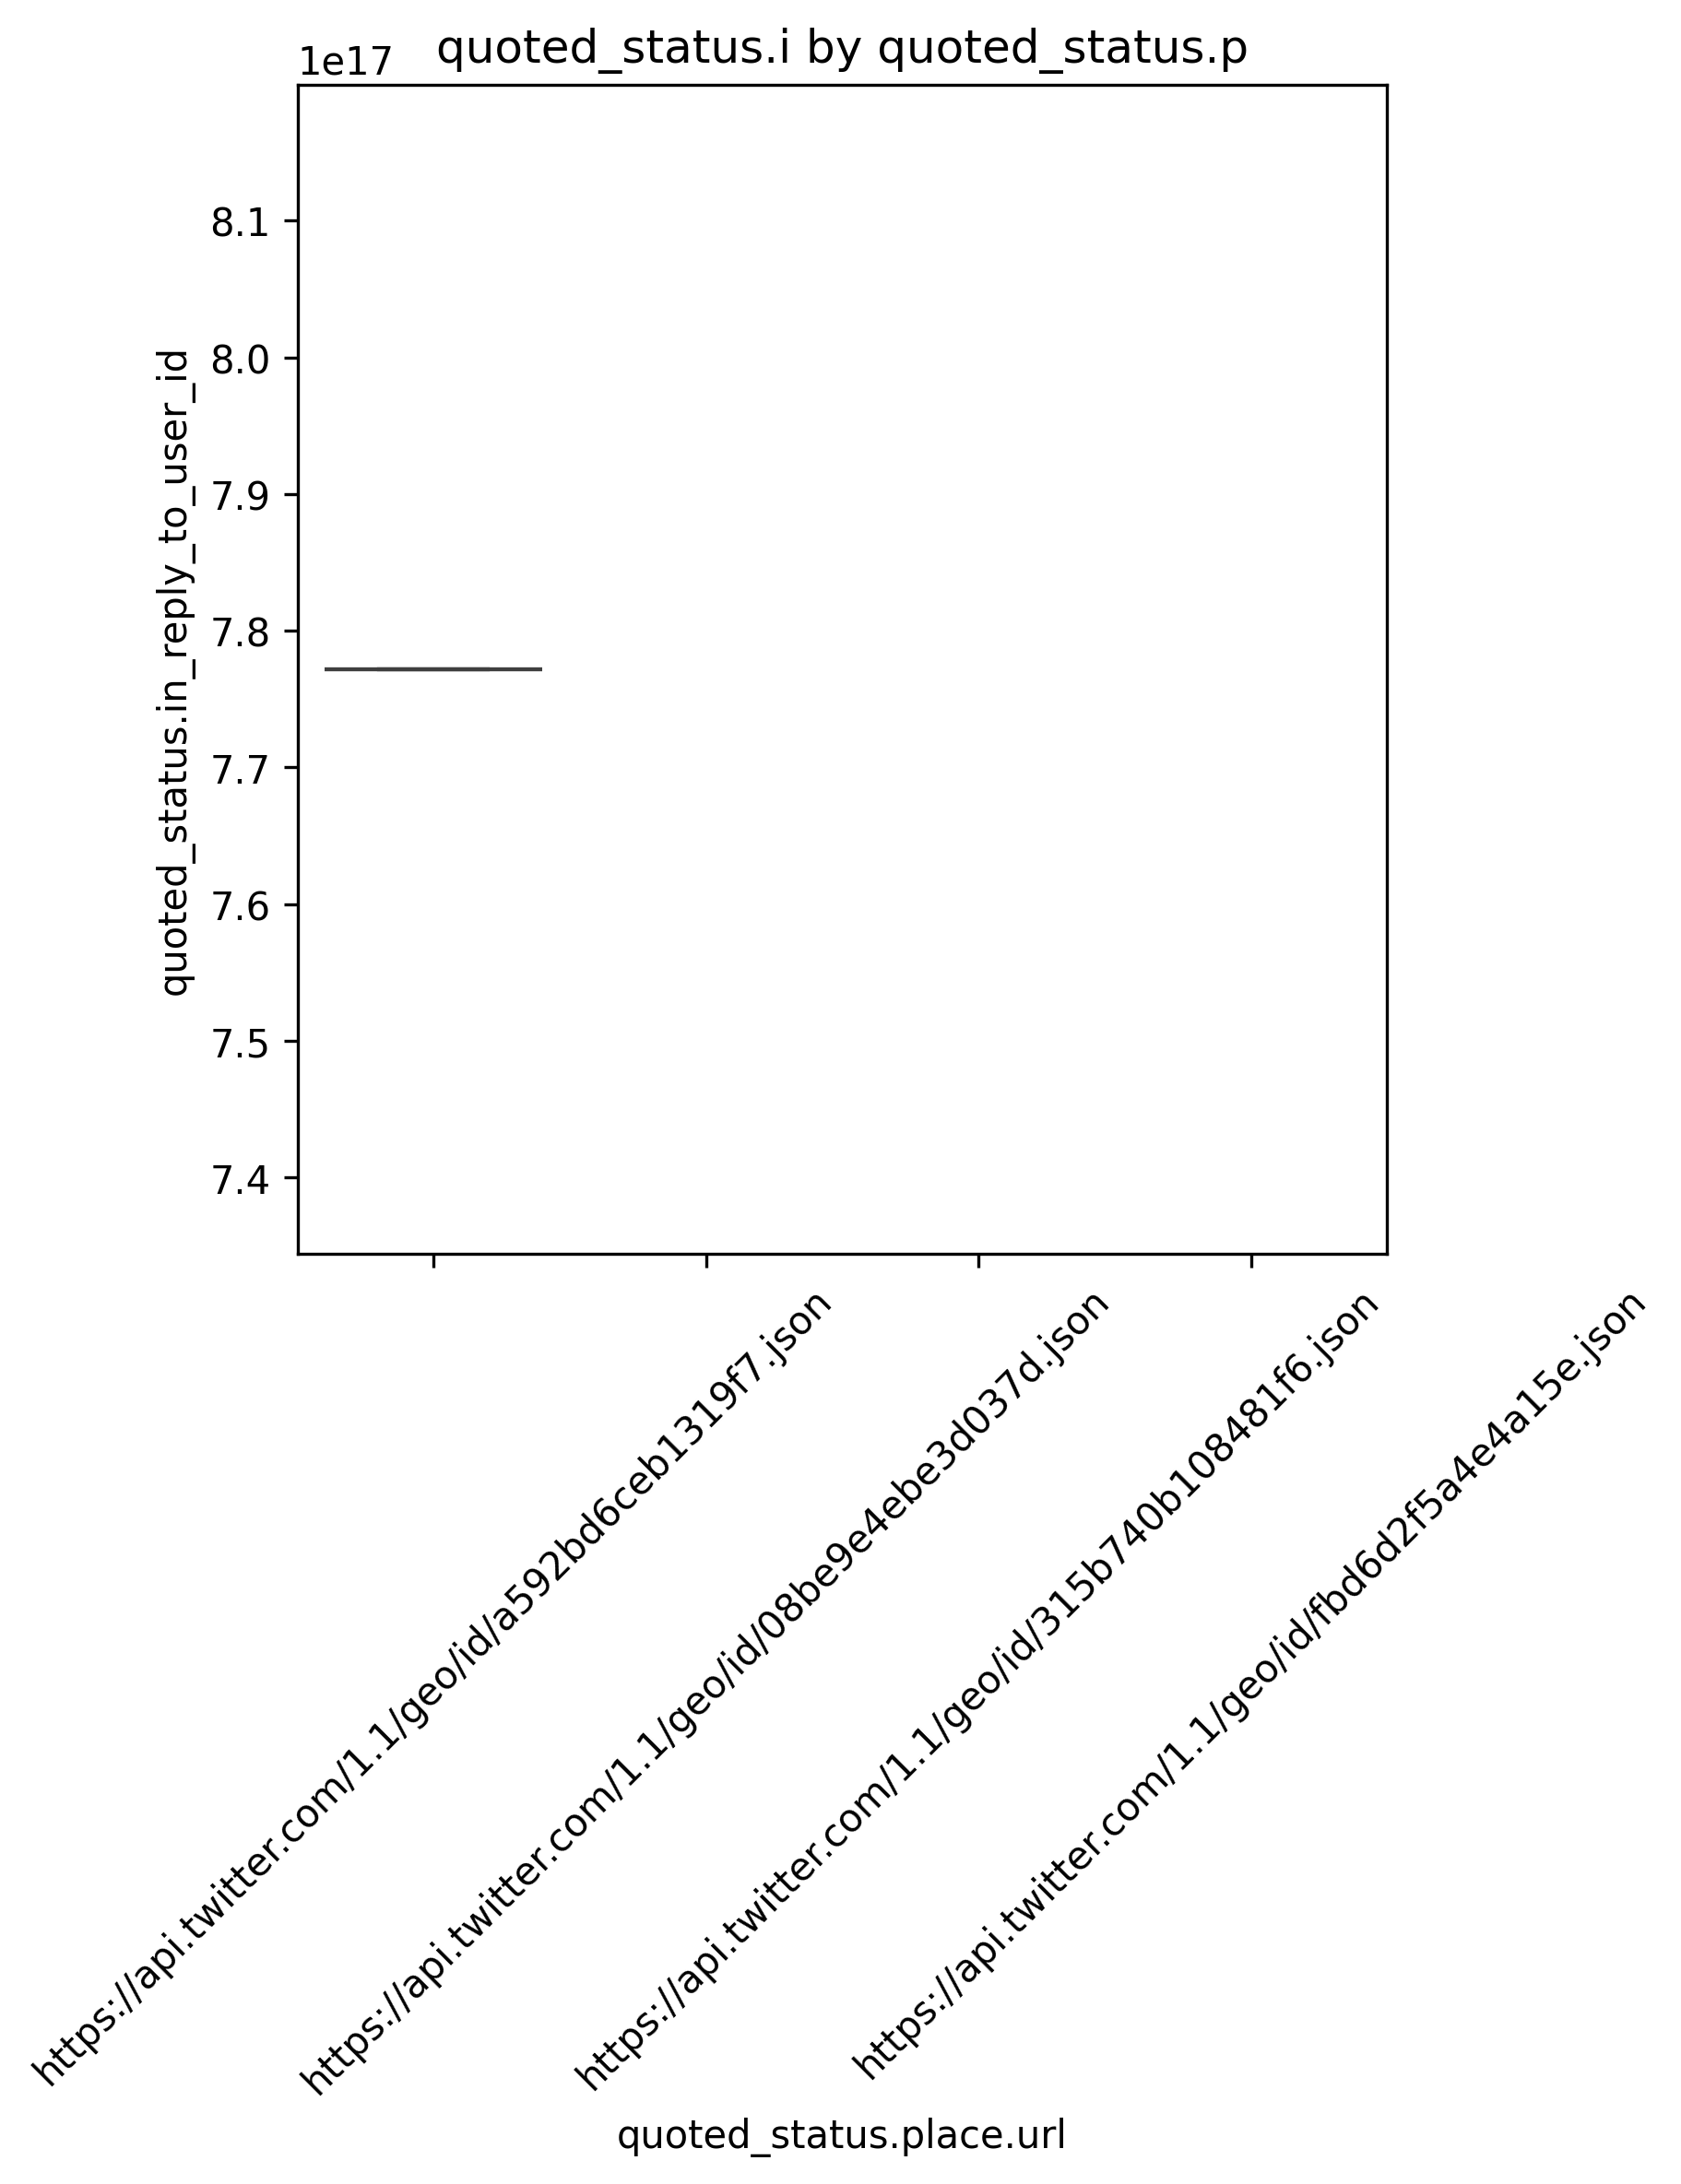 quoted_status.i by quoted_status.p
1e17
8.1
8.0
7.9
7.8
7.7
7.6
7.5
7.4
quoted_status.in_reply_to_user_id
https://api.twitter.com/1.1/geo/id/a592bd6ceb1319f7.json
https://api.twitter.com/1.1/geo/id/08be9e4ebe3d037d.json
https://api.twitter.com/1.1/geo/id/315b740b108481f6.json
https://api.twitter.com/1.1/geo/id/fbd6d2f5a4e4a15e.json
quoted_status.place.url